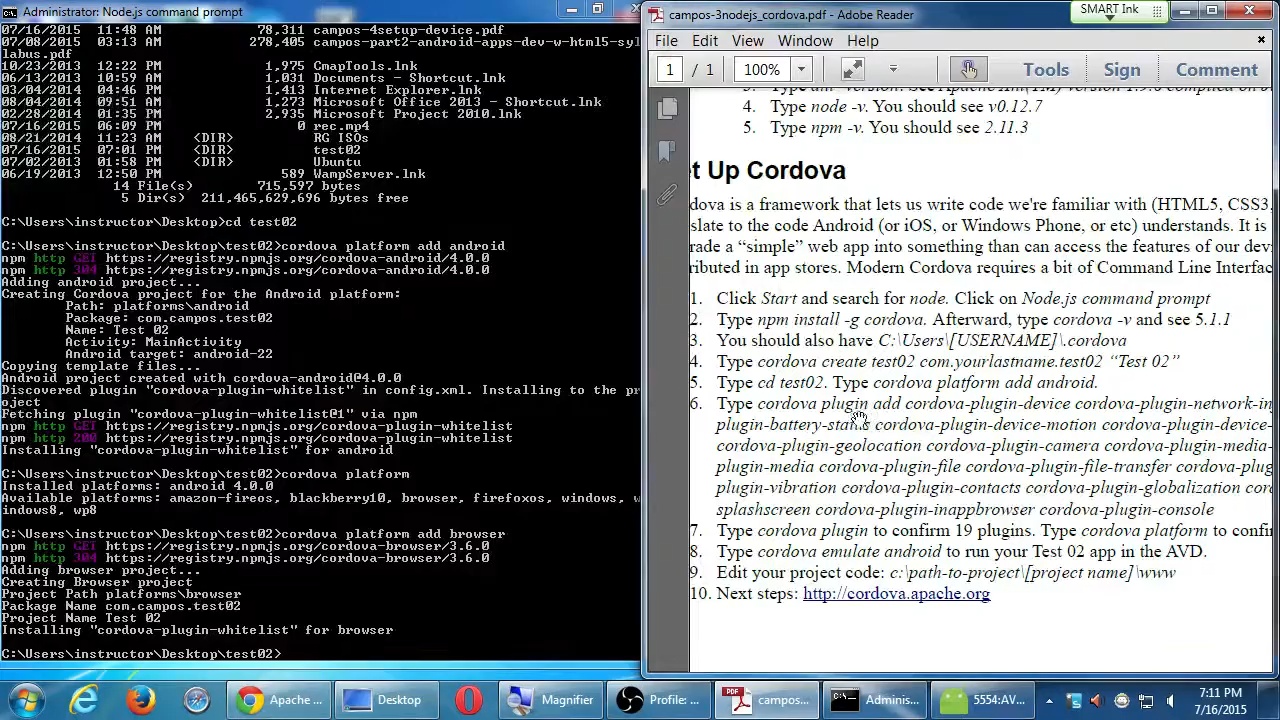 Administrator: Node.js command prompt
07/16/2015  11:48 AM            78,311 campos-4setup-device.pdf
07/08/2015  03:13 AM           278,405 campos-part2-android-apps-dev-w-html5-syl
labus.pdf
10/23/2013  12:22 PM             1,975 CmapTools.lnk
06/13/2013  10:09 AM             1,031 Documents - Shortcut.lnk
03/04/2013  04:46 PM             1,413 Internet Explorer.lnk
08/04/2014  09:51 AM             1,273 Microsoft Office 2013 - Shortcut.lnk
02/28/2014  01:35 PM             2,935 Microsoft Project 2010.lnk
07/16/2015  06:09 PM                 0 rec.mp4
08/21/2014  11:23 AM    <DIR>          RG ISOs
07/16/2015  07:01 PM    <DIR>          test02
07/02/2013  01:58 PM    <DIR>          Ubuntu
06/19/2013  12:50 PM               589 WampServer.lnk
14 File(s)        715,597 bytes
5 Dir(s)  211,465,629,696 bytes free
C:\Users\instructor\Desktop>cd test02
C:\Users\instructor\Desktop\test02>cordova platform add android
npm http GET https://registry.npmjs.org/cordova-android/4.0.0
npm http 304 https://registry.npmjs.org/cordova-android/4.0.0
Adding android project...
Creating Cordova project for the Android platform:
Path: platforms\android
Package: com.campos.test02
Name: Test 02
Activity: MainActivity
Android target: android-22
Copying template files...
Android project created with cordova-android@4.0.0
Discovered plugin "cordova-plugin-whitelist" in config.xml. Installing to the pr
oject
Fetching plugin "cordova-plugin-whitelist@1" via npm
npm http GET https://registry.npmjs.org/cordova-plugin-whitelist
npm http 200 https://registry.npmjs.org/cordova-plugin-whitelist
Installing "cordova-plugin-whitelist" for android
C:\Users\instructor\Desktop\test02>cordova platform
Installed platforms: android 4.0.0
Available platforms: amazon-fireos, blackberry10, browser, firefoxos, windows, w
indows8, wp8
C:\Users\instructor\Desktop\test02>cordova platform add browser
npm http GET https://registry.npmjs.org/cordova-browser/3.6.0
npm http 304 https://registry.npmjs.org/cordova-browser/3.6.0
Adding browser project...
Creating Browser project
Project Path platforms\browser
Package Name com.campos.test02
Project Name Test 02
Installing "cordova-plugin-whitelist" for browser
C:\Users\instructor\Desktop\test02>
campos-3nodejs_cordova.pdf - Adobe Reader
SMART Ink
File Edit View Window Help
1 / 1 100% Tools Sign Comment
4. Type node -v. You should see v0.12.7
5. Type npm -v. You should see 2.11.3
t Up Cordova
dova is a framework that lets us write code we're familiar with (HTML5, CSS3,
slate to the code Android (or iOS, or Windows Phone, or etc) understands. It is
rade a “simple” web app into something than can access the features of our devi
ributed in app stores. Modern Cordova requires a bit of Command Line Interfac
1. Click Start and search for node. Click on Node.js command prompt
2. Type npm install -g cordova. Afterward, type cordova -v and see 5.1.1
3. You should also have C:\Users\[USERNAME]\.cordova
4. Type cordova create test02 com.yourlastname.test02 “Test 02”
5. Type cd test02. Type cordova platform add android.
6. Type cordova plugin add cordova-plugin-device cordova-plugin-network-in
plugin-battery-status cordova-plugin-device-motion cordova-plugin-device-
cordova-plugin-geolocation cordova-plugin-camera cordova-plugin-media-
plugin-media cordova-plugin-file cordova-plugin-file-transfer cordova-plug
plugin-vibration cordova-plugin-contacts cordova-plugin-globalization cor
splashscreen cordova-plugin-inappbrowser cordova-plugin-console
7. Type cordova plugin to confirm 19 plugins. Type cordova platform to confir
8. Type cordova emulate android to run your Test 02 app in the AVD.
9. Edit your project code: c:\path-to-project\[project name]\www
10. Next steps: http://cordova.apache.org
Apache ...
Desktop
Magnifier
Profile: ...
campos...
Adminis...
5554:AV...
7:11 PM
7/16/2015